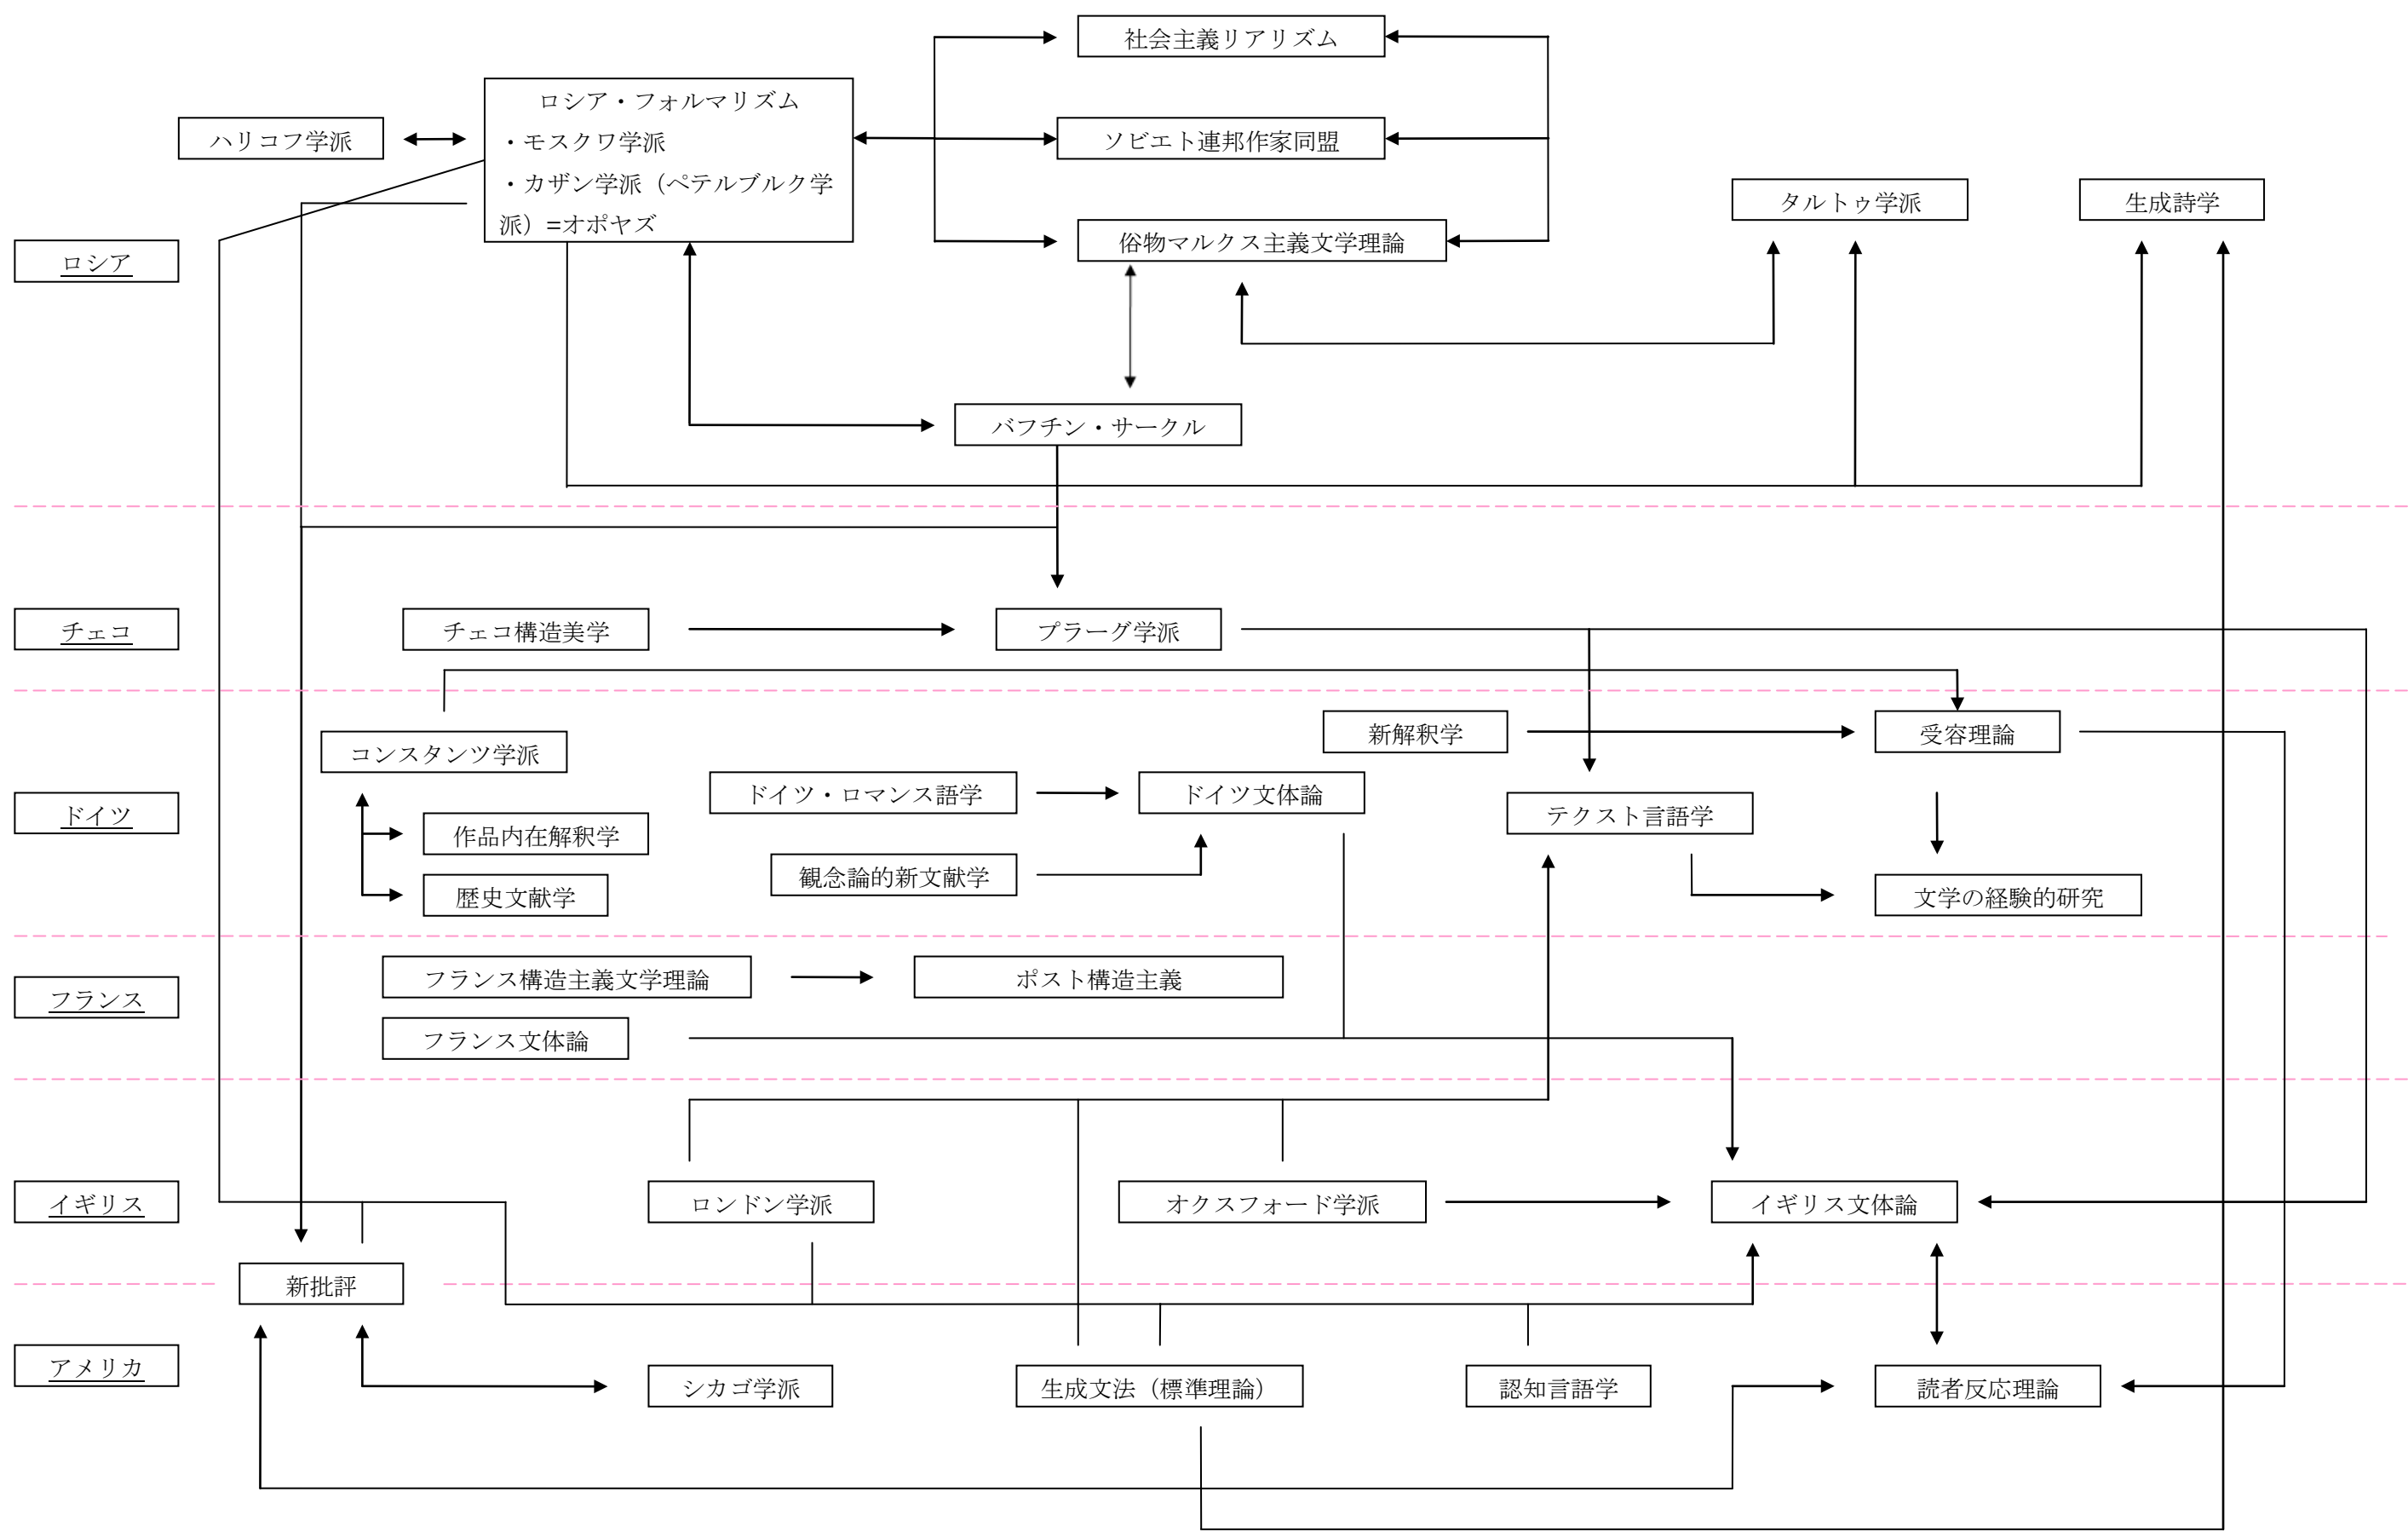 社会主義リアリズム
ロシア・フォルマリズム
・モスクワ学派
・カザン学派（ペテルブルク学
派）=オポヤズ
ハリコフ学派
ソビエト連邦作家同盟
タルトゥ学派
生成詩学
俗物マルクス主義文学理論
ロシア
バフチン・サークル
チェコ
チェコ構造美学
プラーグ学派
新解釈学
受容理論
コンスタンツ学派
ドイツ・ロマンス語学
ドイツ文体論
ドイツ
テクスト言語学
作品内在解釈学
観念論的新文献学
歴史文献学
文学の経験的研究
フランス構造主義文学理論
ポスト構造主義
フランス
フランス文体論
イギリス
ロンドン学派
オクスフォード学派
イギリス文体論
新批評
アメリカ
シカゴ学派
生成文法（標準理論）
認知言語学
読者反応理論